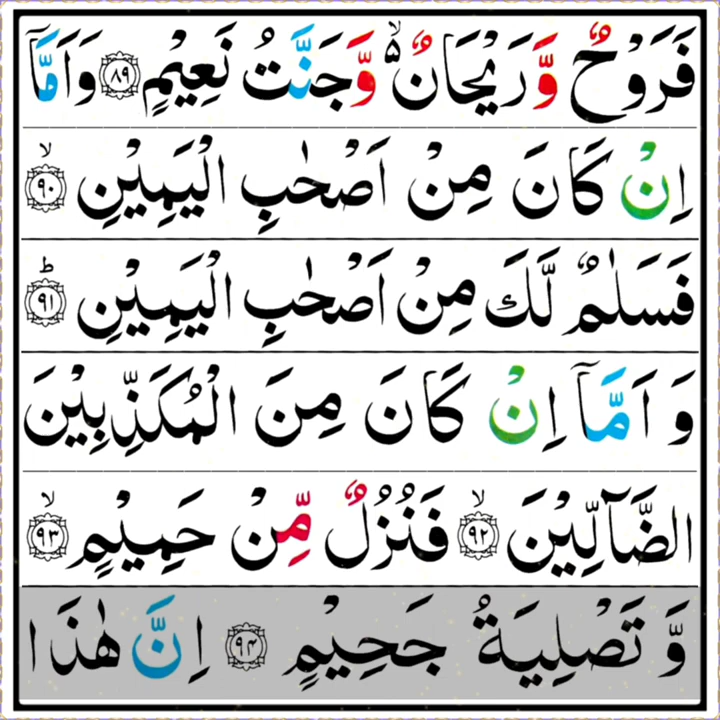 فَرَوْحٌ وَّرَيْحَانٌ ۙ۬ وَّجَنَّتُ نَعِيْمٍ ﴿۸۹﴾ وَاَمَّآ
اِنْ كَانَ مِنْ اَصْحٰبِ الْيَمِيْنِ ۙ﴿۹۰﴾
فَسَلٰمٌ لَّكَ مِنْ اَصْحٰبِ الْيَمِيْنِ ؕ﴿۹۱﴾
وَ اَمَّآ اِنْ كَانَ مِنَ الْمُكَذِّبِيْنَ
الضَّآلِّيْنَ ۙ﴿۹۲﴾ فَنُزُلٌ مِّنْ حَمِيْمٍ ۙ﴿۹۳﴾
وَّ تَصْلِيَةُ جَحِيْمٍ ﴿۹۴﴾ اِنَّ هٰذَا